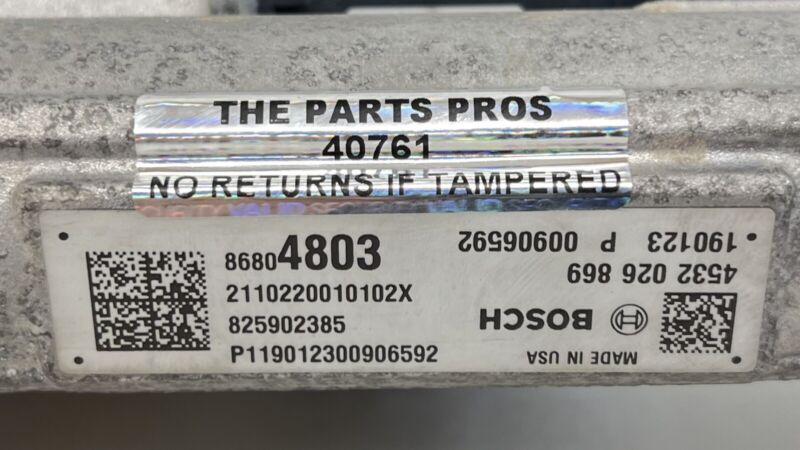 THE PARTS PROS
40761
NO RETURNS IF TAMPERED
86804803
2110220010102X
825902385
P119012300906592
MADE IN USA
BOSCH
4532 026 869
190123 P 00906592